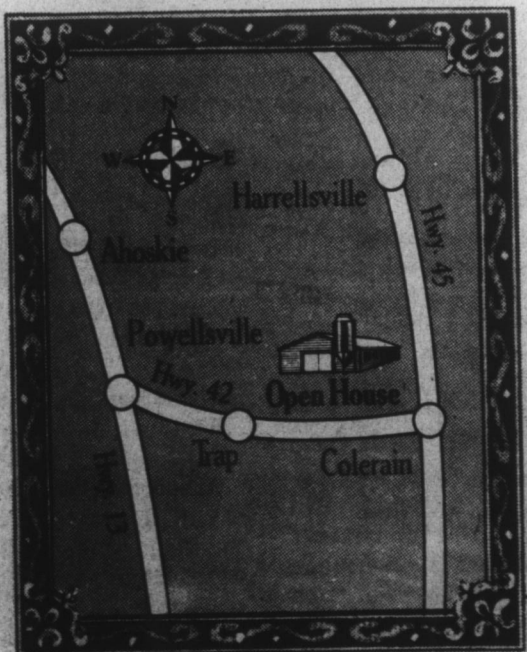 N
W E
S
Harrellsville
Hwy. 45
Ahoskie
Powellsville
Hwy. 42
Open House
Trap
Colerain
Hwy. 13